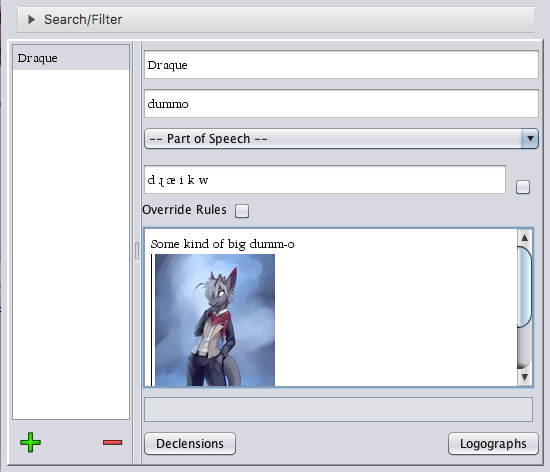 Search/Filter
Draque
Draque
dummo
-- Part of Speech --
d ɻ æ i k w
Override Rules
Some kind of big dumm-o
Declensions
Logographs